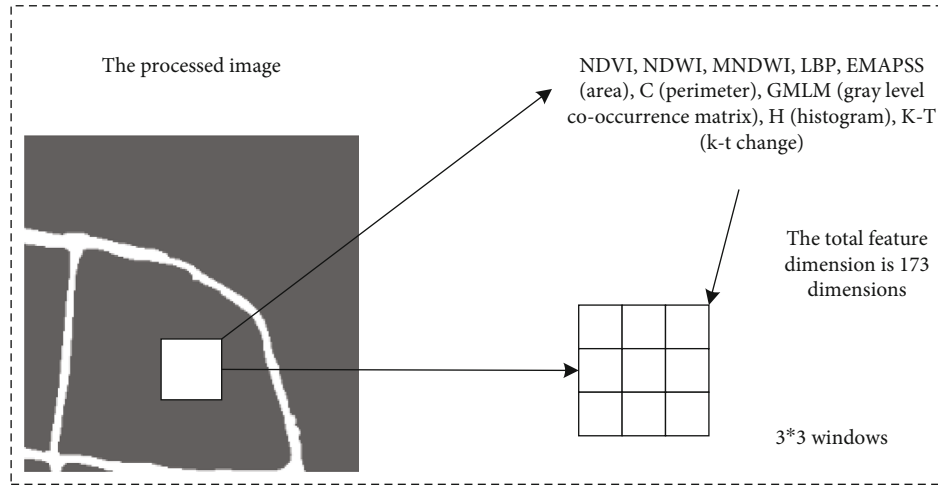 The processed image
NDVI, NDWI, MNDWI, LBP, EMAPSS
(area), C (perimeter), GMLM (gray level
co-occurrence matrix), H (histogram), K-T
(k-t change)
The total feature
dimension is 173
dimensions
3*3 windows